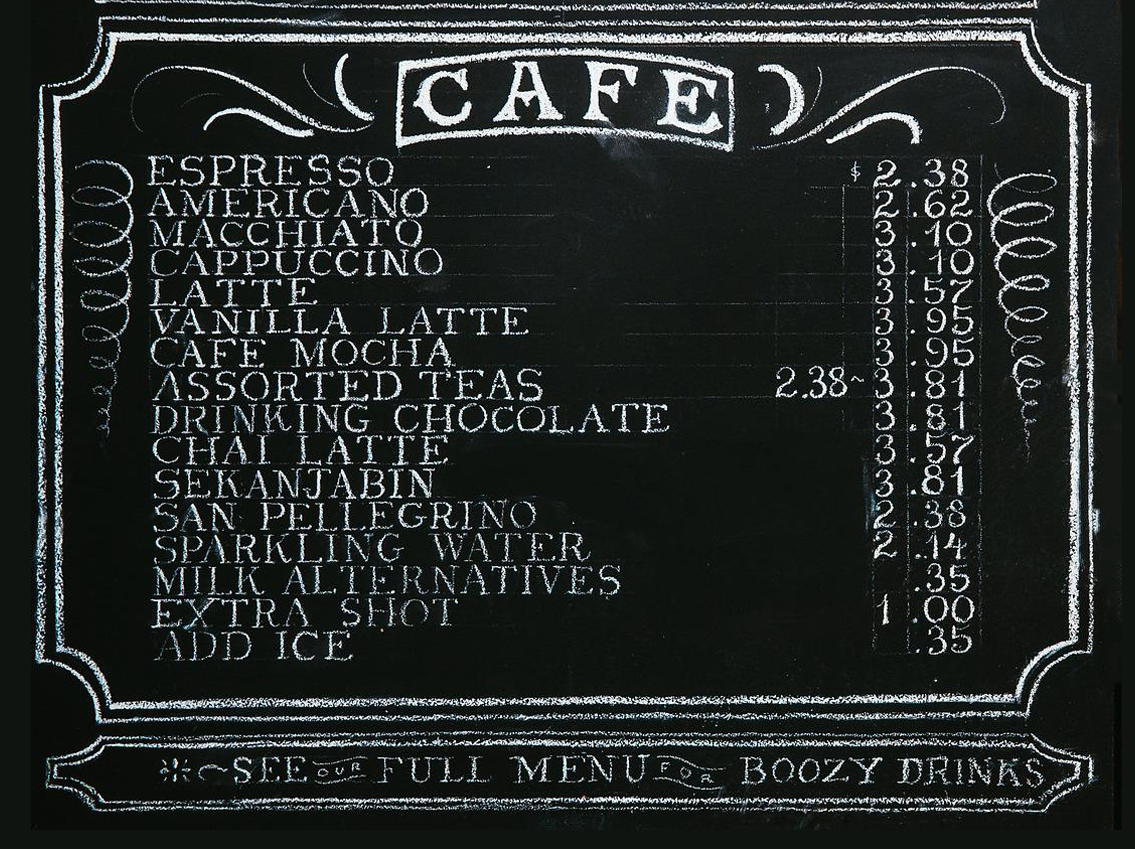 CAFE
ESPRESSO $ 2.38
AMERICANO 2.62
MACCHIATO 3.10
CAPPUCCINO 3.10
LATTE 3.57
VANILLA LATTE 3.95
CAFE MOCHA 3.95
ASSORTED TEAS 2.38~3.81
DRINKING CHOCOLATE 3.81
CHAI LATTE 3.57
SEKANJABIN 3.81
SAN PELLEGRINO 2.38
SPARKLING WATER 2.14
MILK ALTERNATIVES .35
EXTRA SHOT 1.00
ADD ICE .35
SEE OUR FULL MENU FOR BOOZY DRINKS